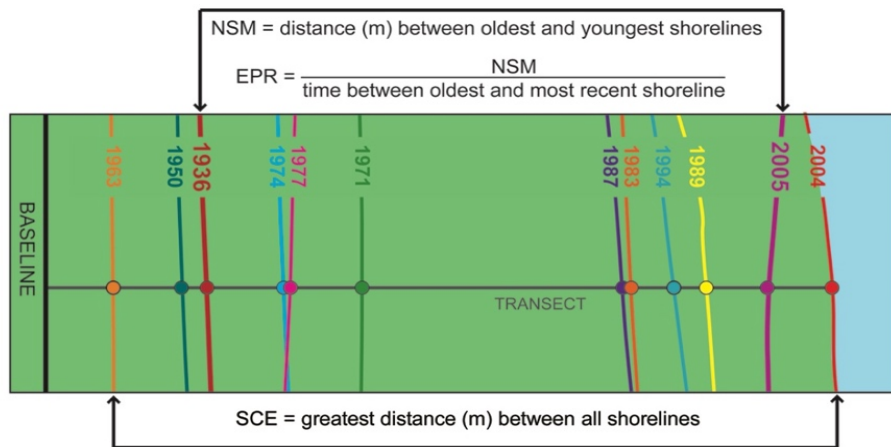 NSM = distance (m) between oldest and youngest shorelines
EPR = NSM
time between oldest and most recent shoreline
BASELINE
1963
1950
1936
1974
1977
1971
1987
1983
1994
1989
2005
2004
TRANSECT
SCE = greatest distance (m) between all shorelines